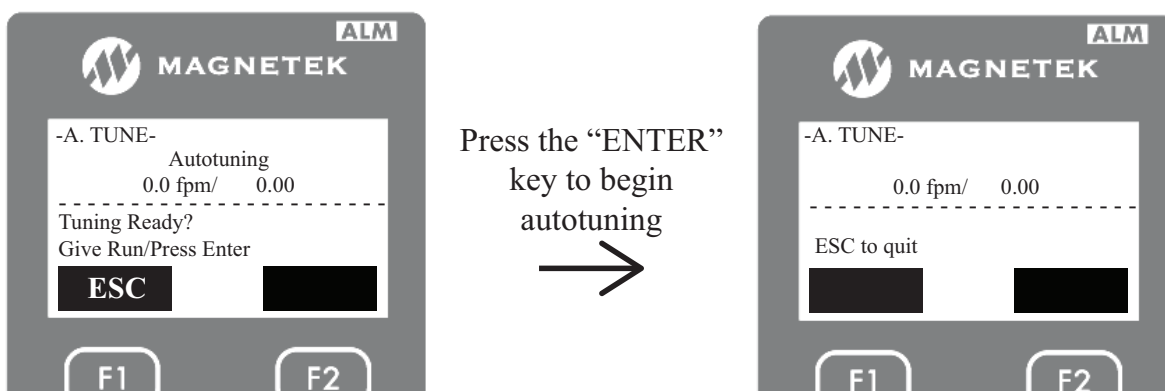 ALM
MAGNETEK
-A. TUNE-
Autotuning
0.0 fpm/ 0.00
Tuning Ready?
Give Run/Press Enter
ESC
F1 F2
Press the “ENTER”
key to begin
autotuning
ALM
MAGNETEK
-A. TUNE-
0.0 fpm/ 0.00
ESC to quit
F1 F2